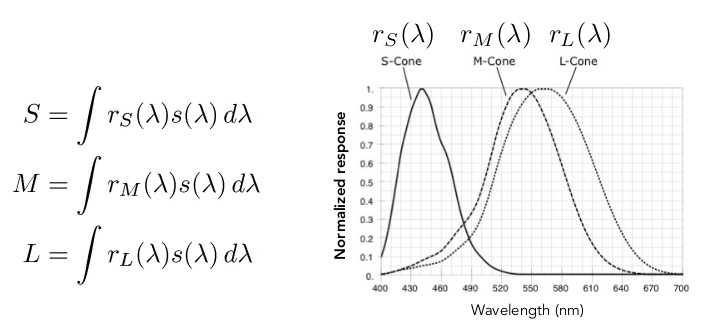 S = ∫ r_S(λ)s(λ) dλ
M = ∫ r_M(λ)s(λ) dλ
L = ∫ r_L(λ)s(λ) dλ
r_S(λ) r_M(λ) r_L(λ)
S-Cone M-Cone L-Cone
Normalized response
1.
0.9
0.8
0.7
0.6
0.5
0.4
0.3
0.2
0.1
0.
400 430 460 490 520 550 580 610 640 670 700
Wavelength (nm)